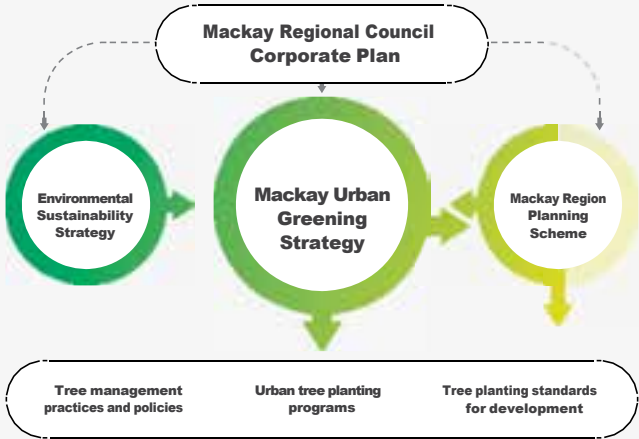 Mackay Regional Council
Corporate Plan
Environmental
Sustainability
Strategy
Mackay Urban
Greening
Strategy
Mackay Region
Planning
Scheme
Tree management
practices and policies
Urban tree planting
programs
Tree planting standards
for development